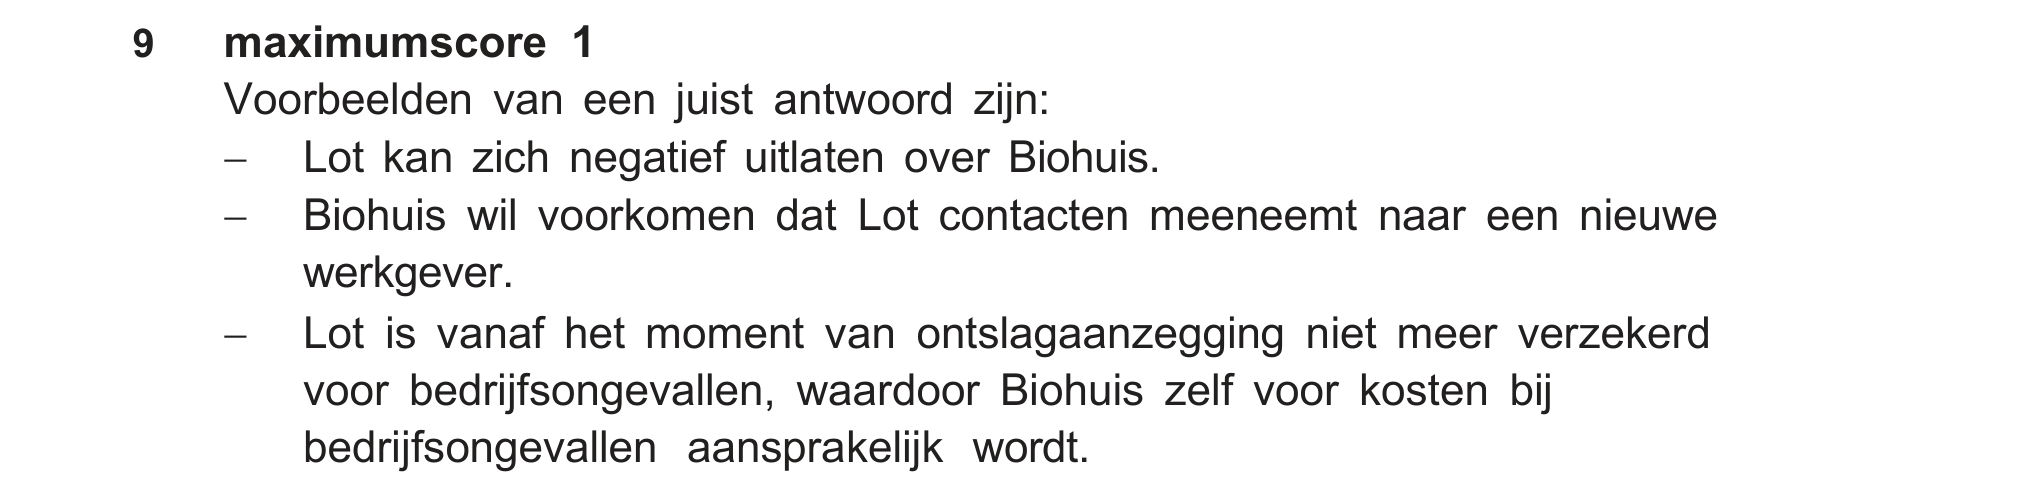 9 maximumscore 1
Voorbeelden van een juist antwoord zijn:
– Lot kan zich negatief uitlaten over Biohuis.
– Biohuis wil voorkomen dat Lot contacten meeneemt naar een nieuwe
werkgever.
– Lot is vanaf het moment van ontslagaanzegging niet meer verzekerd
voor bedrijfsongevallen, waardoor Biohuis zelf voor kosten bij
bedrijfsongevallen aansprakelijk wordt.